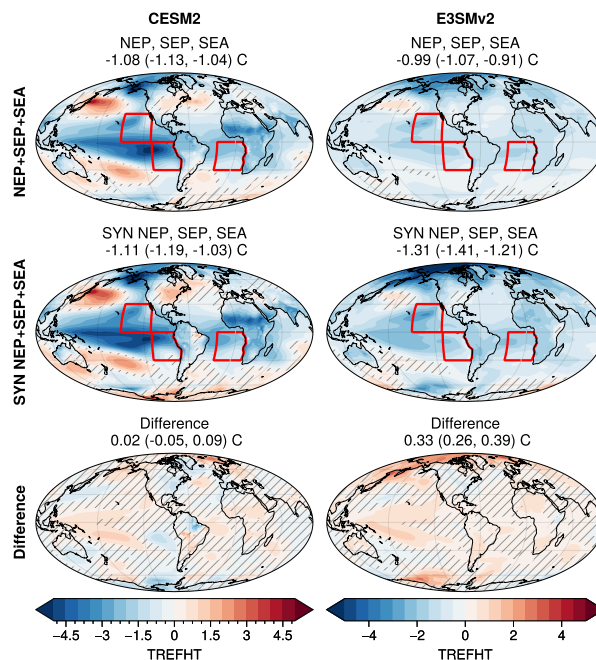 CESM2
E3SMv2
NEP, SEP, SEA
-1.08 (-1.13, -1.04) C
NEP, SEP, SEA
-0.99 (-1.07, -0.91) C
NEP+SEP+SEA
SYN NEP, SEP, SEA
-1.11 (-1.19, -1.03) C
SYN NEP, SEP, SEA
-1.31 (-1.41, -1.21) C
SYN NEP+SEP+SEA
Difference
0.02 (-0.05, 0.09) C
Difference
0.33 (0.26, 0.39) C
Difference
−4.5 −3 −1.5 0 1.5 3 4.5
TREFHT
−4 −2 0 2 4
TREFHT